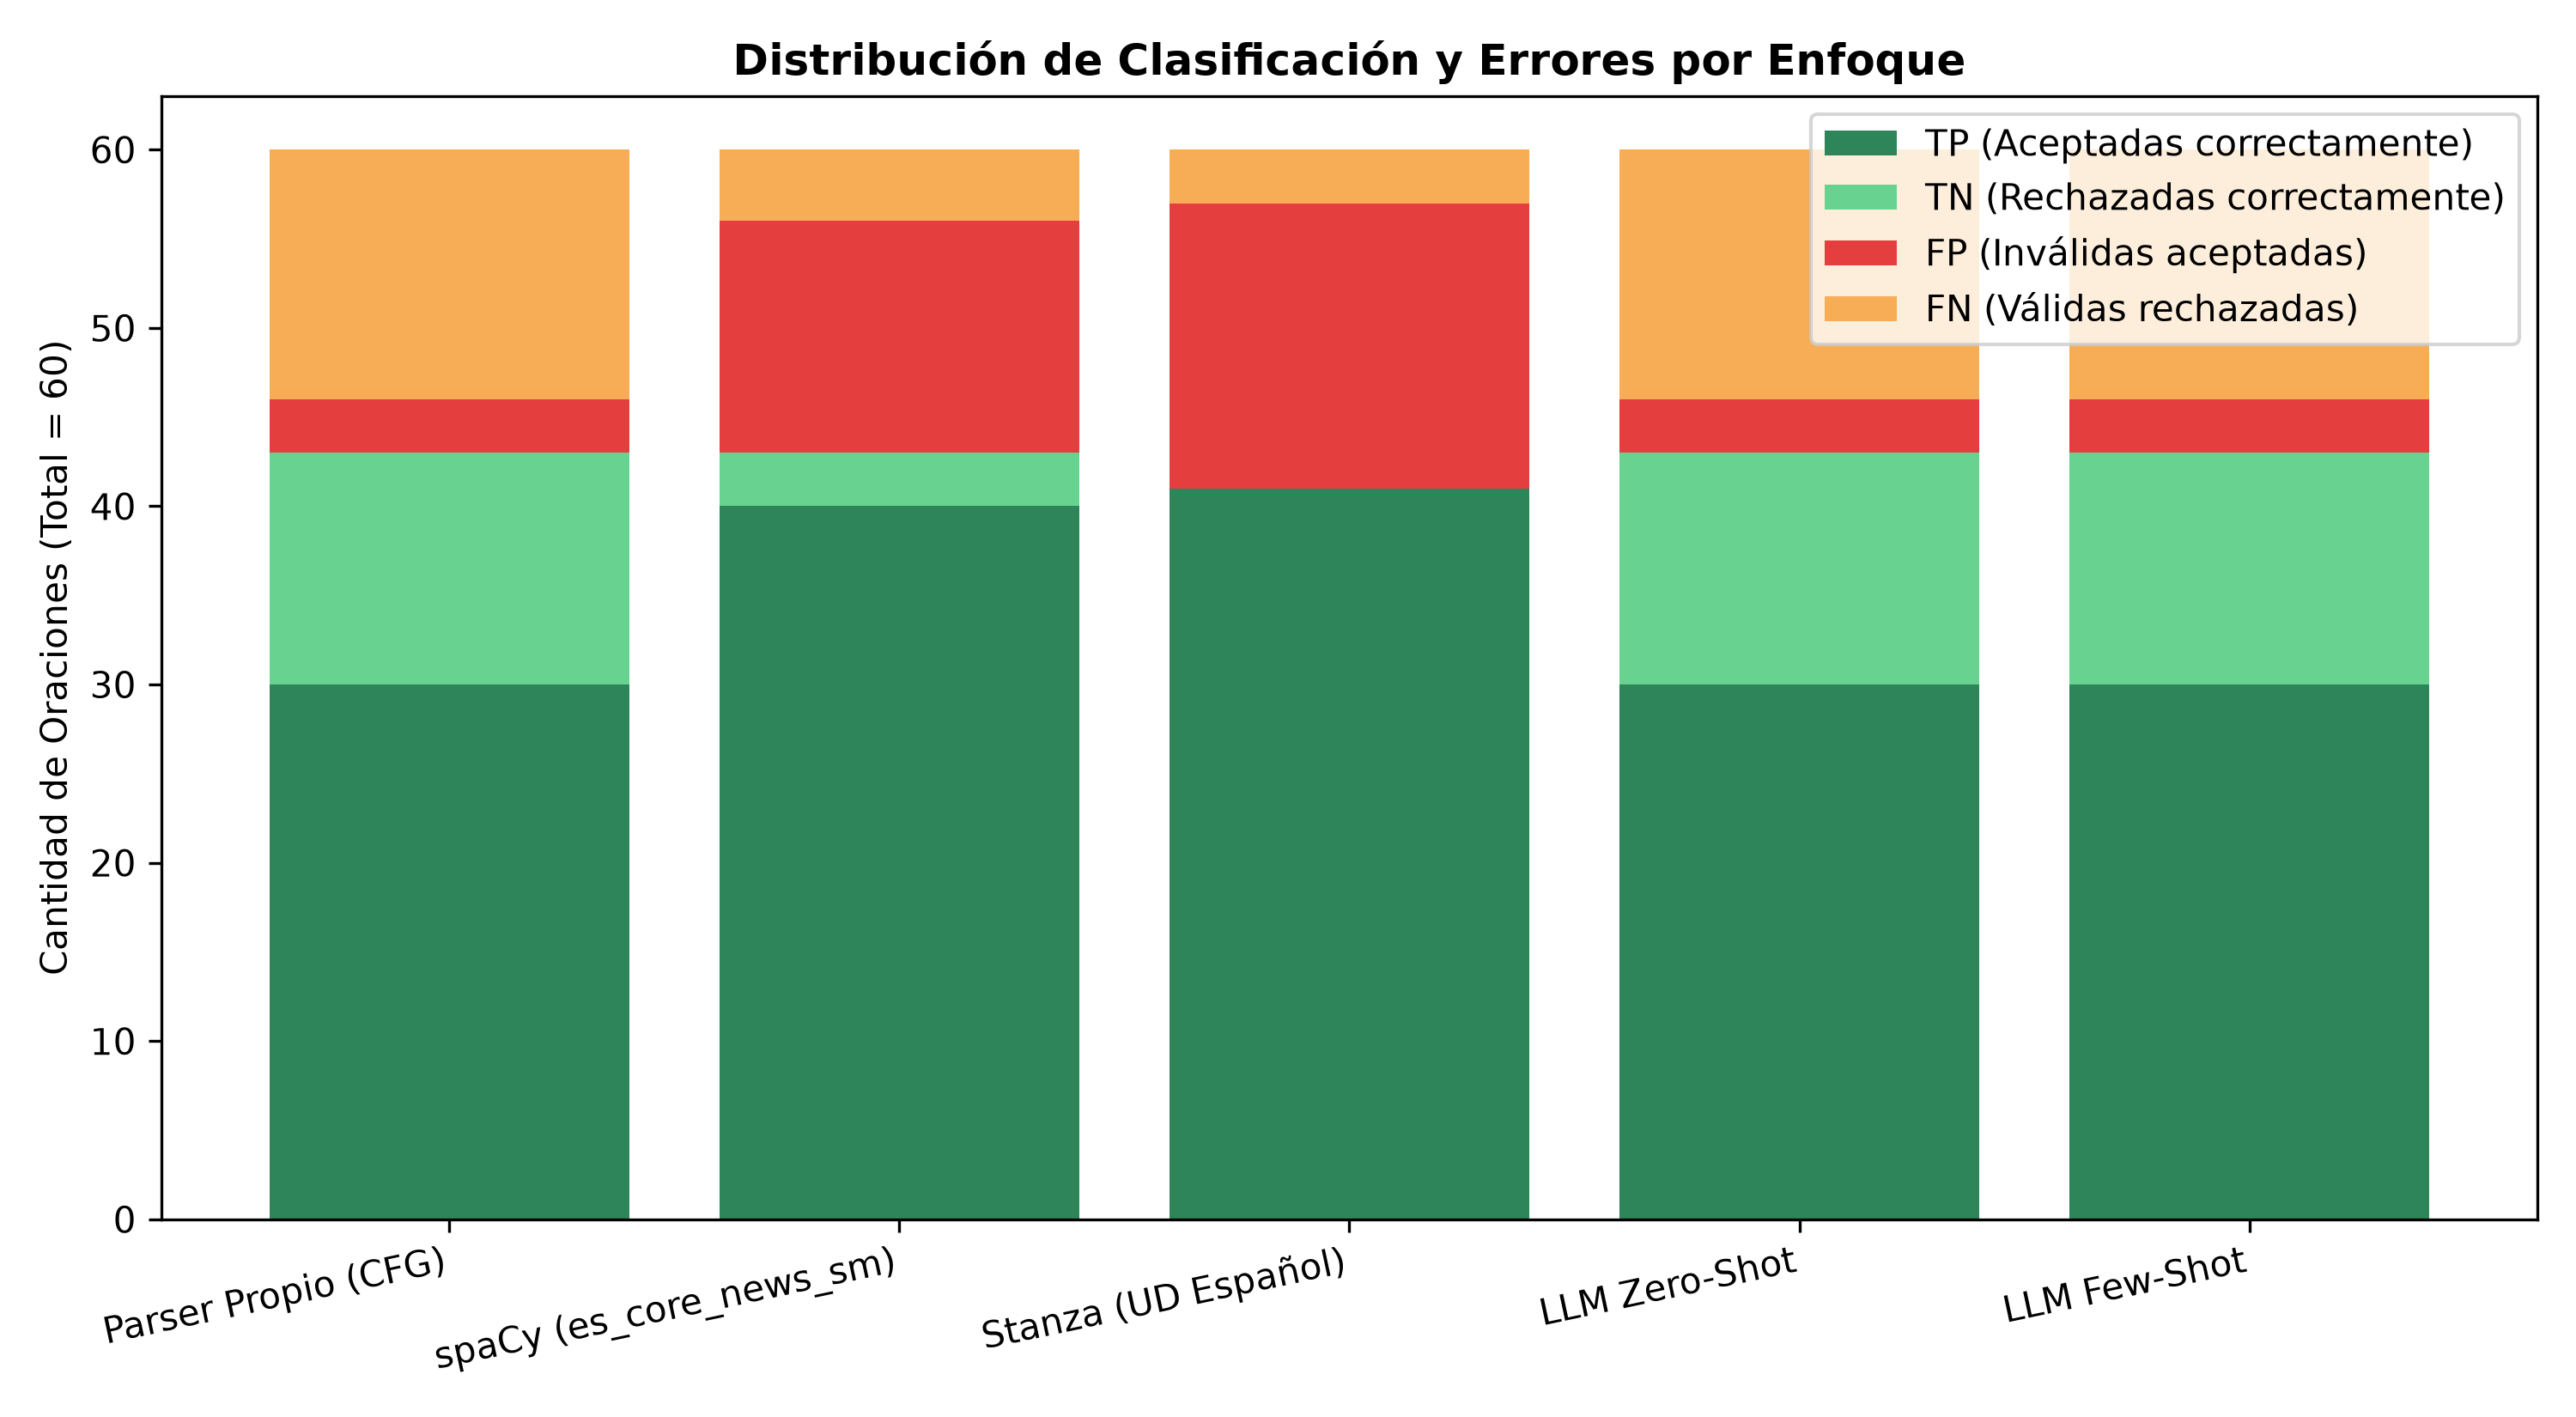 Distribución de Clasificación y Errores por Enfoque
TP (Aceptadas correctamente)
TN (Rechazadas correctamente)
FP (Inválidas aceptadas)
FN (Válidas rechazadas)
Cantidad de Oraciones (Total = 60)
60
50
40
30
20
10
0
Parser Propio (CFG)
spaCy (es_core_news_sm)
Stanza (UD Español)
LLM Zero-Shot
LLM Few-Shot